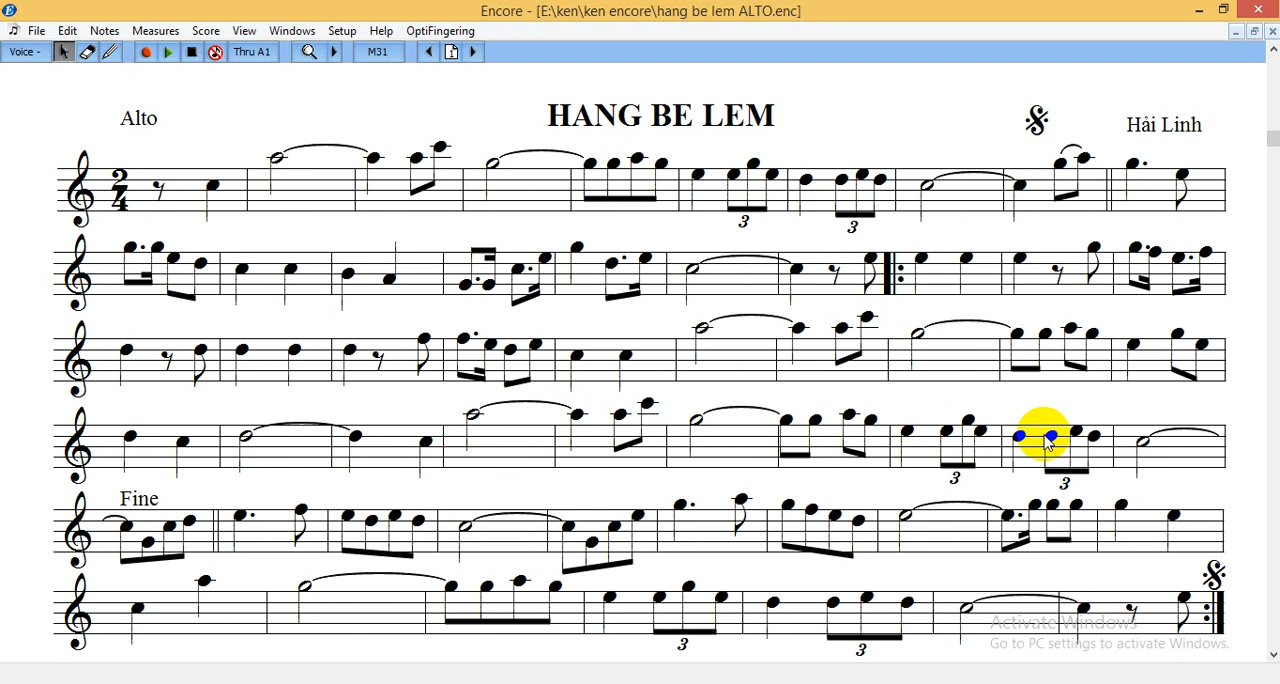 Encore - [E:\ken\ken encore\hang be lem ALTO.enc]
File Edit Notes Measures Score View Windows Setup Help OptiFingering
Voice - Thru A1 M31 1
Alto
HANG BE LEM
Hải Linh
2
4
3 3
3 3
Fine
3 3
Activate Windows
Go to PC settings to activate Windows.